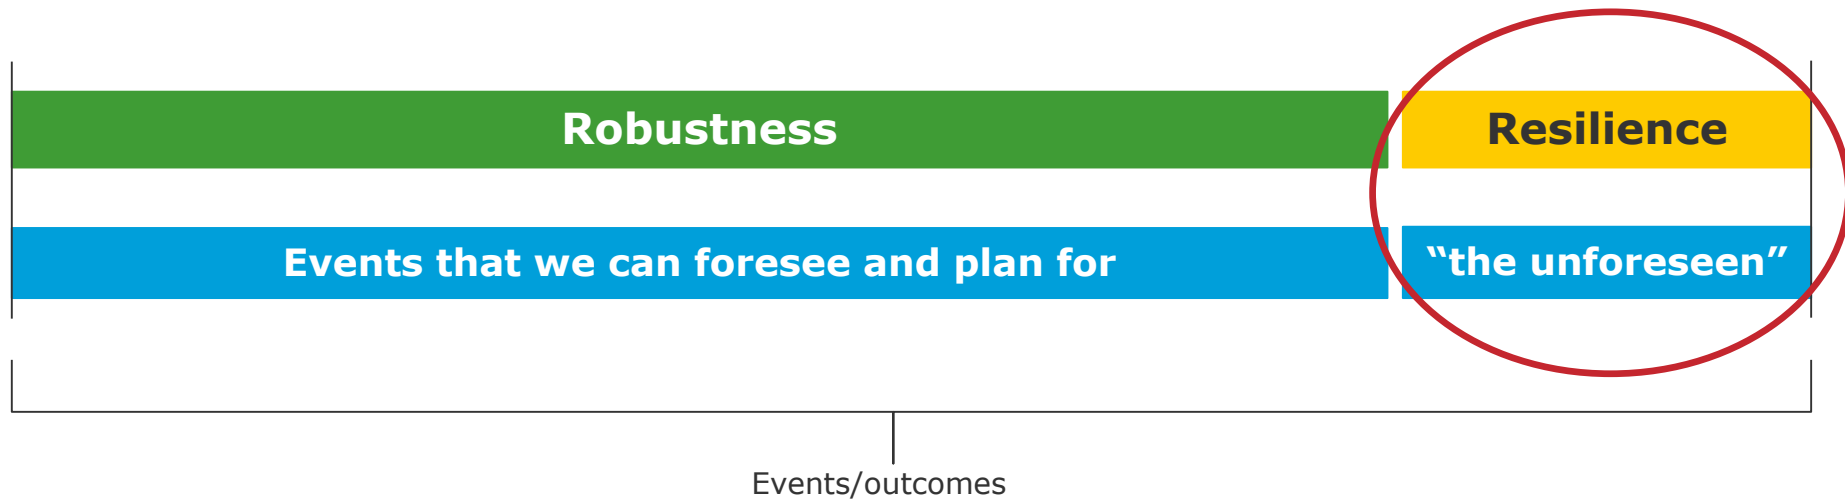 Robustness
Resilience
Events that we can foresee and plan for
“the unforeseen”
Events/outcomes